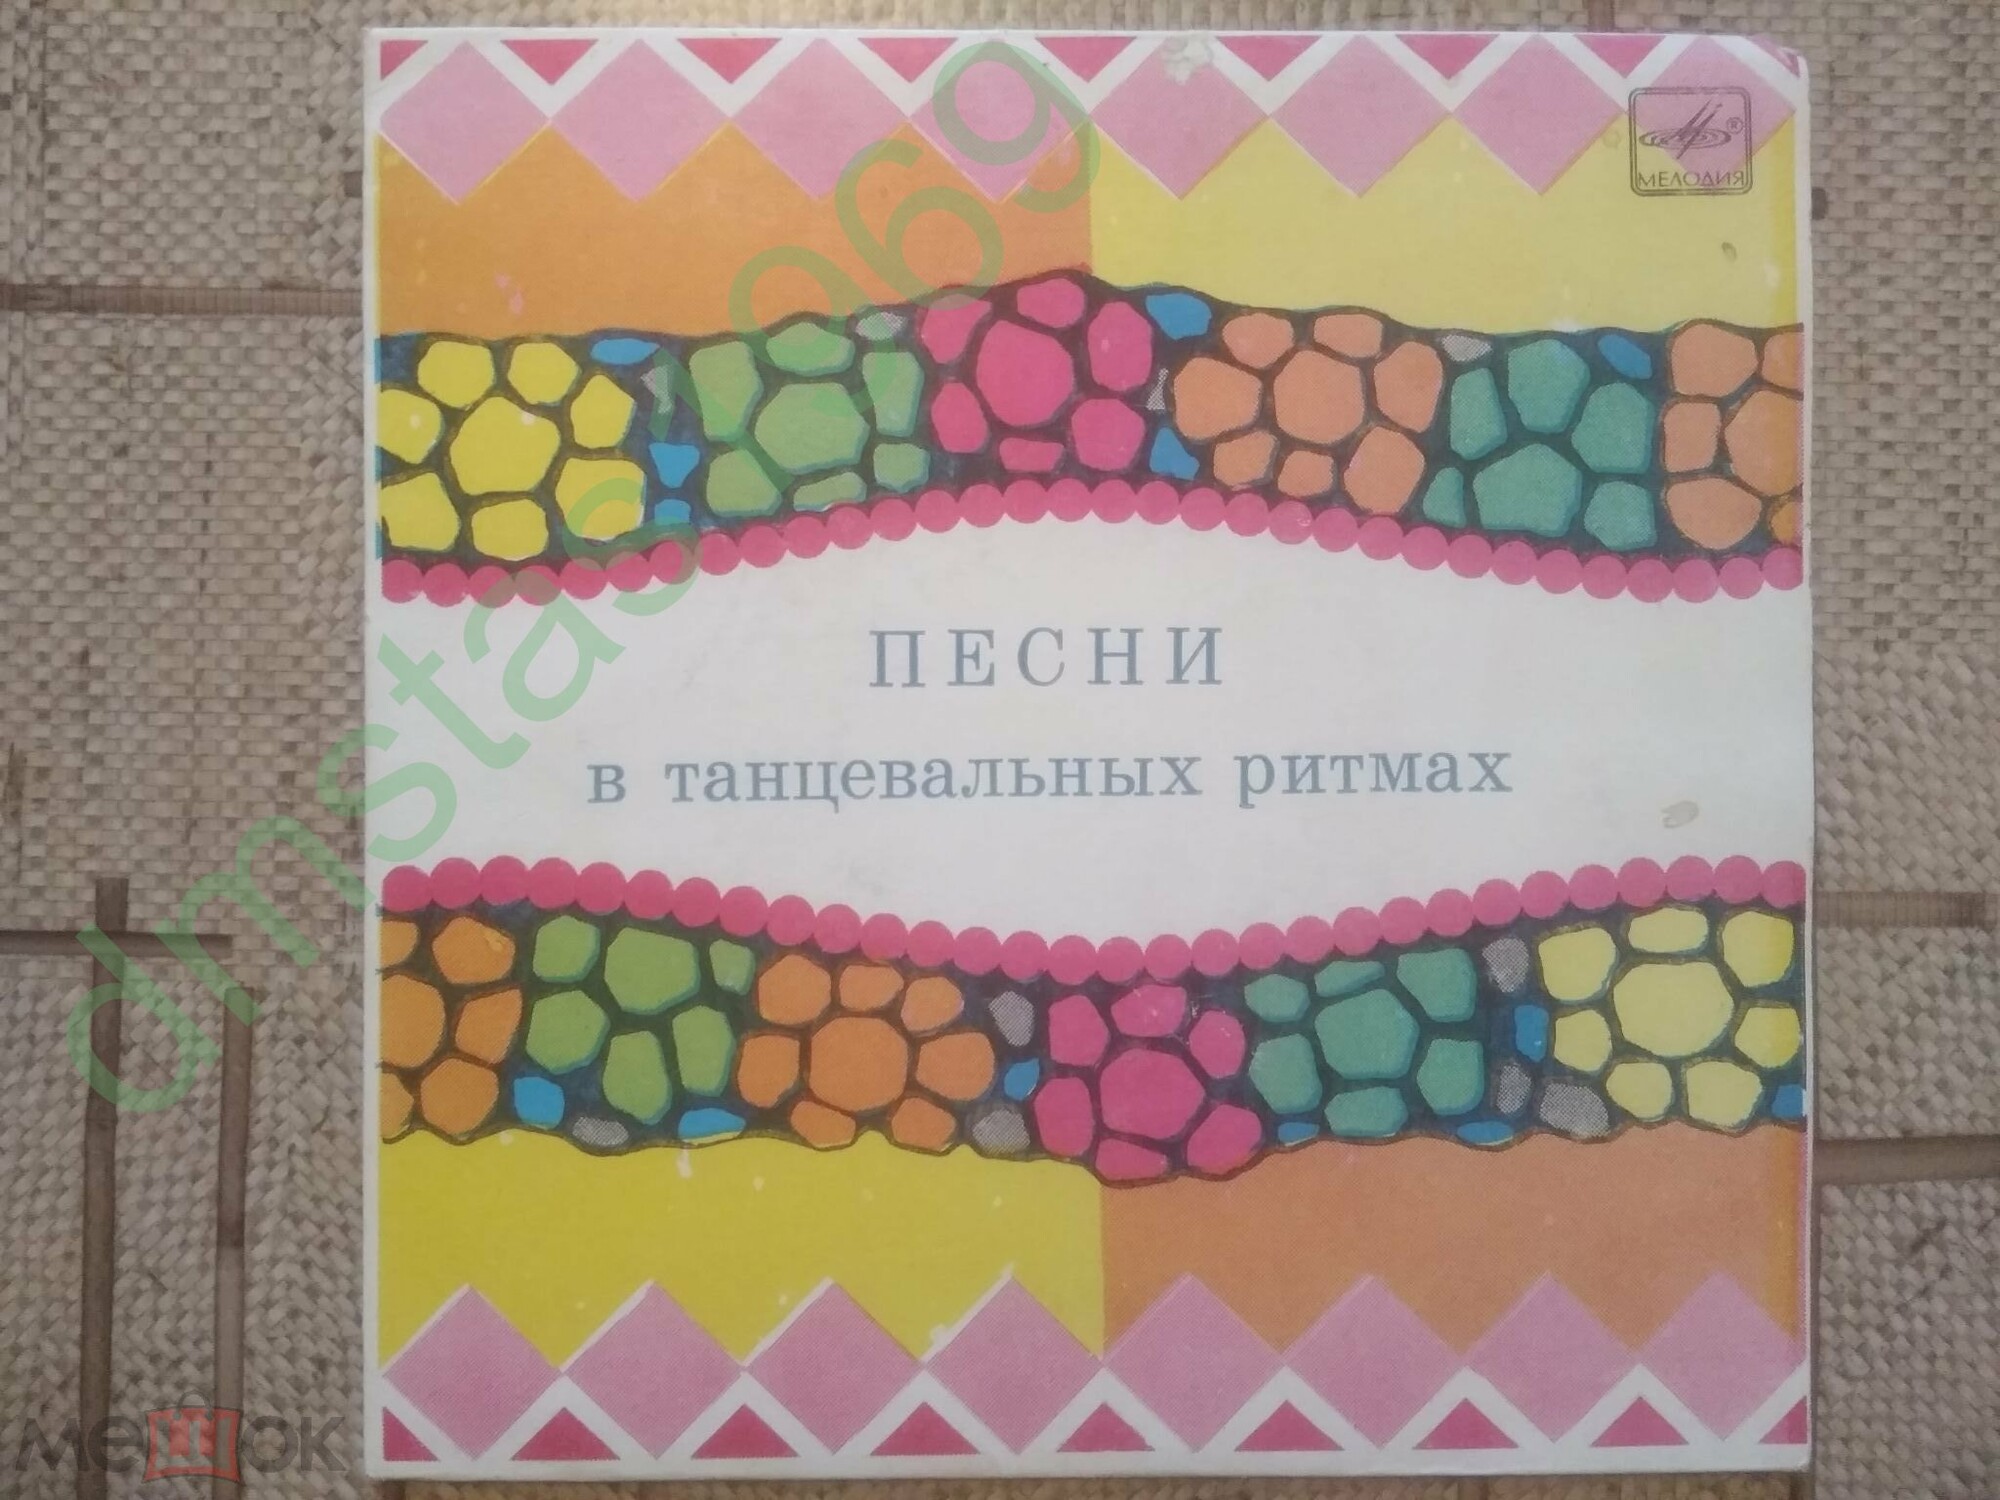 МЕЛОДИЯ
ПЕСНИ
в танцевальных ритмах
dmstas1969
мешок